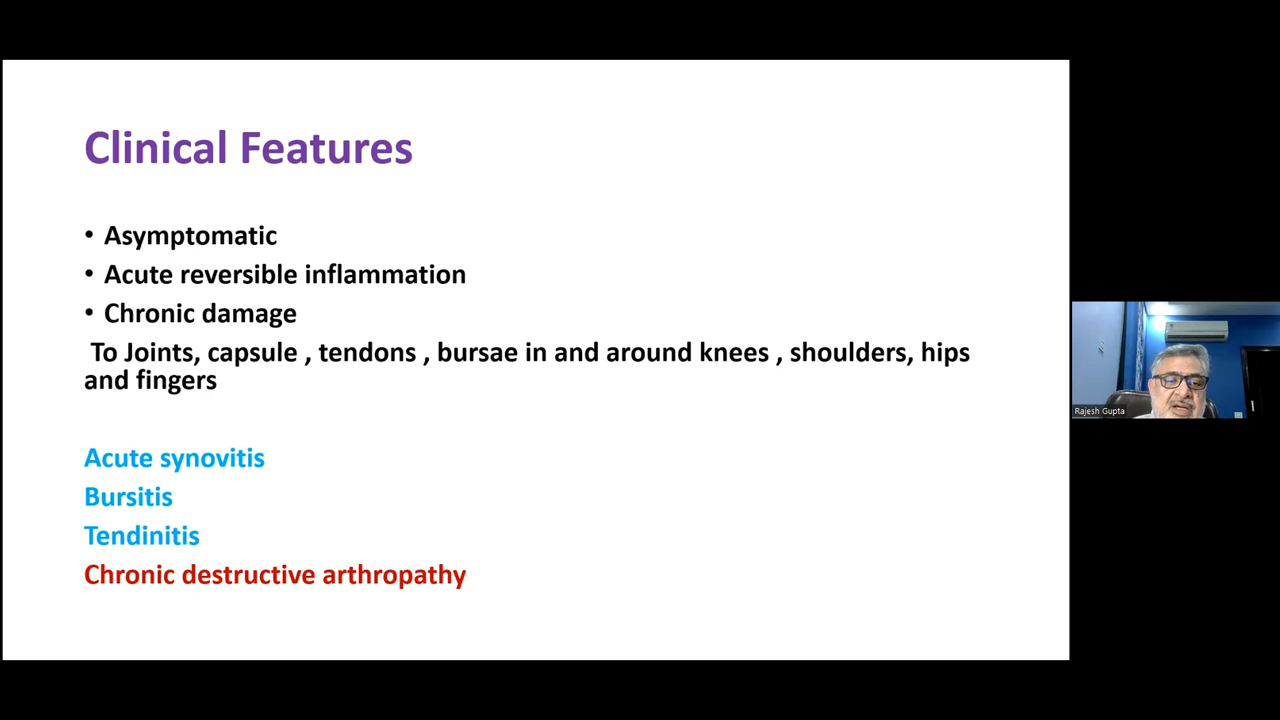 Clinical Features
• Asymptomatic
• Acute reversible inflammation
• Chronic damage
To Joints, capsule , tendons , bursae in and around knees , shoulders, hips
and fingers
Acute synovitis
Bursitis
Tendinitis
Chronic destructive arthropathy
Rajesh Gupta